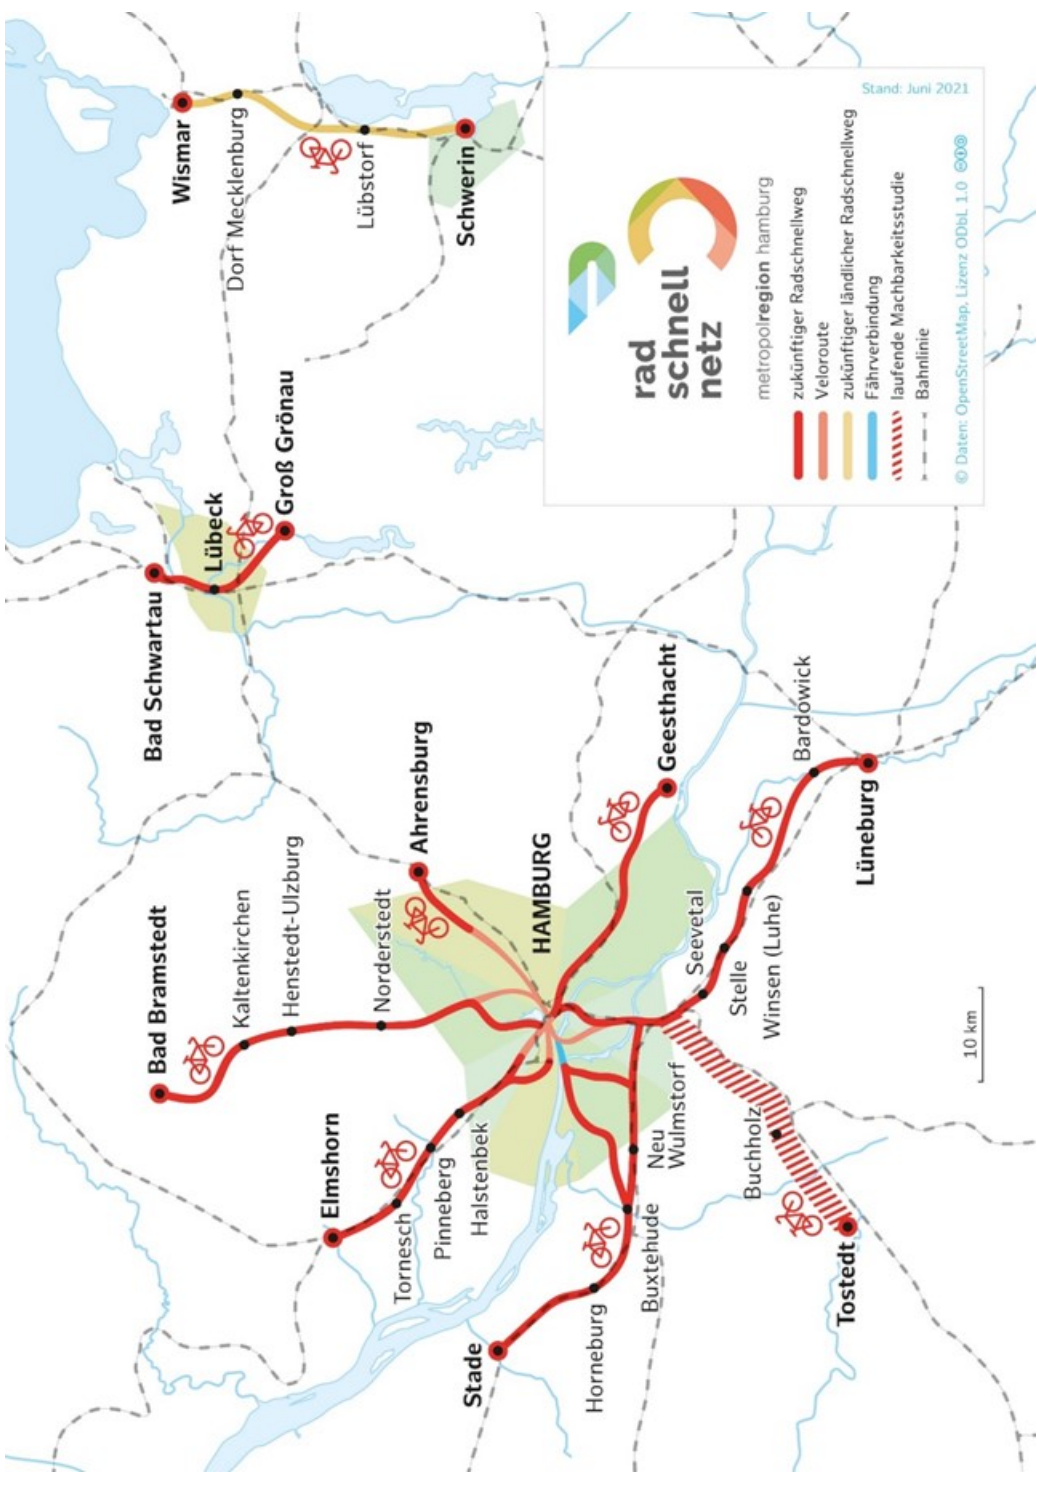 Wismar
Dorf Mecklenburg
Lübstorf
Schwerin
Groß Grönau
Lübeck
Bad Schwartau
Ahrensburg
Geesthacht
Bardowick
Lüneburg
HAMBURG
Bad Bramstedt
Kaltenkirchen
Henstedt-Ulzburg
Norderstedt
Seevetal
Stelle
Winsen (Luhe)
Elmshorn
Tornesch
Pinneberg
Halstenbek
Neu
Wulmstorf
Buchholz
Stade
Horneburg
Buxtehude
Tostedt
10 km
Stand: Juni 2021
rad
schnell
netz
metropolregion hamburg
zukünftiger Radschnellweg
Veloroute
zukünftiger ländlicher Radschnellweg
Fährverbindung
laufende Machbarkeitsstudie
Bahnlinie
© Daten: OpenStreetMap, Lizenz ODbL 1.0